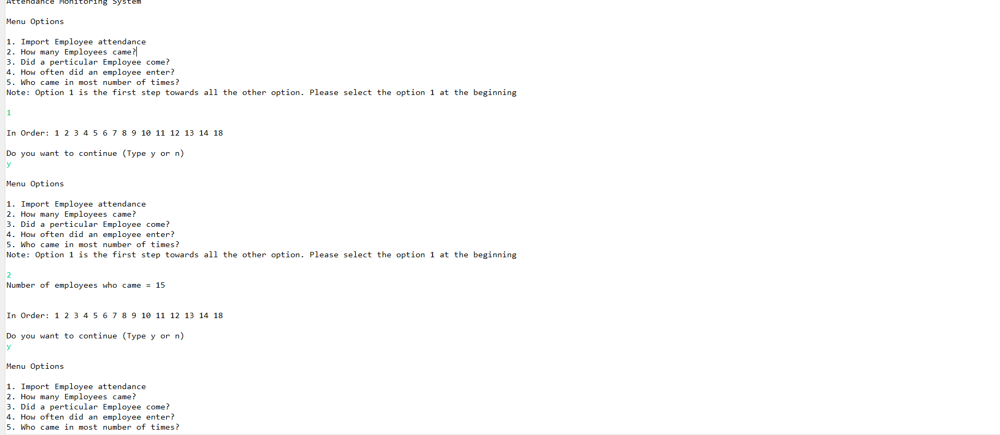 Attendance Monitoring System
Menu Options
1. Import Employee attendance
2. How many Employees came?
3. Did a perticular Employee come?
4. How often did an employee enter?
5. Who came in most number of times?
Note: Option 1 is the first step towards all the other option. Please select the option 1 at the beginning
1
In Order: 1 2 3 4 5 6 7 8 9 10 11 12 13 14 18
Do you want to continue (Type y or n)
y
Menu Options
1. Import Employee attendance
2. How many Employees came?
3. Did a perticular Employee come?
4. How often did an employee enter?
5. Who came in most number of times?
Note: Option 1 is the first step towards all the other option. Please select the option 1 at the beginning
2
Number of employees who came = 15
In Order: 1 2 3 4 5 6 7 8 9 10 11 12 13 14 18
Do you want to continue (Type y or n)
y
Menu Options
1. Import Employee attendance
2. How many Employees came?
3. Did a perticular Employee come?
4. How often did an employee enter?
5. Who came in most number of times?